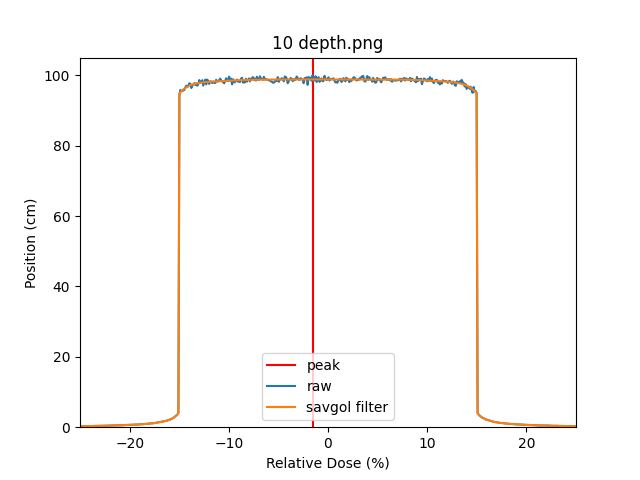 10 depth.png
100
80
60
40
20
0
Position (cm)
peak
raw
savgol filter
−20
−10
0
10
20
Relative Dose (%)